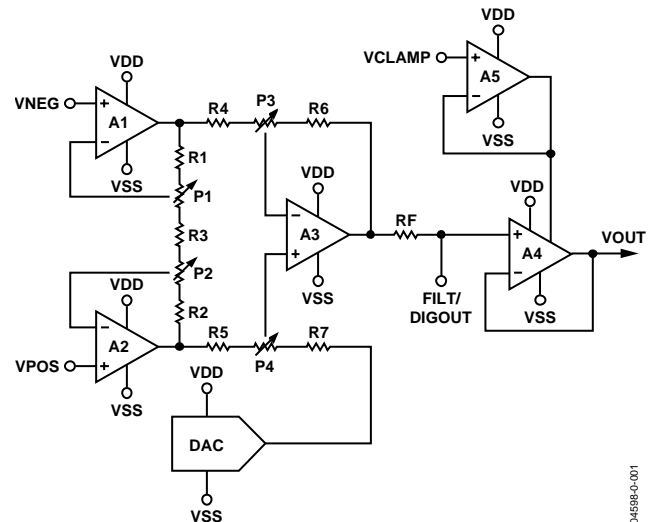 VDD
VCLAMP
+
A5
−
VSS
VDD
VNEG
+
A1
−
VSS
R4
P3
R6
R1
P1
R3
P2
R2
VDD
−
A3
+
VSS
RF
FILT/
DIGOUT
VDD
+
A4
−
VSS
VOUT
VDD
−
A2
+
VPOS
VSS
R5
P4
R7
VDD
DAC
VSS
04598-0-001